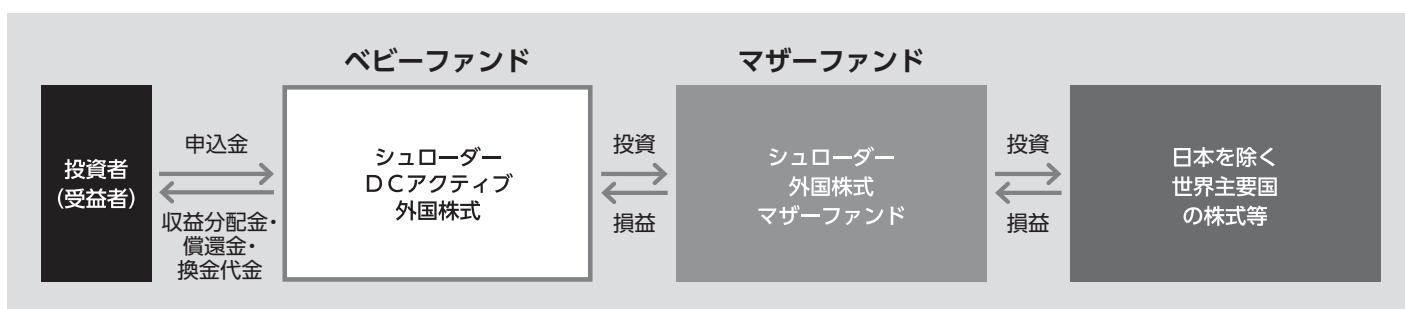 ベビーファンド
マザーファンド
投資者
(受益者)
申込金
収益分配金・
償還金・
換金代金
シュローダー
ＤＣアクティブ
外国株式
投資
損益
シュローダー
外国株式
マザーファンド
投資
損益
日本を除く
世界主要国
の株式等